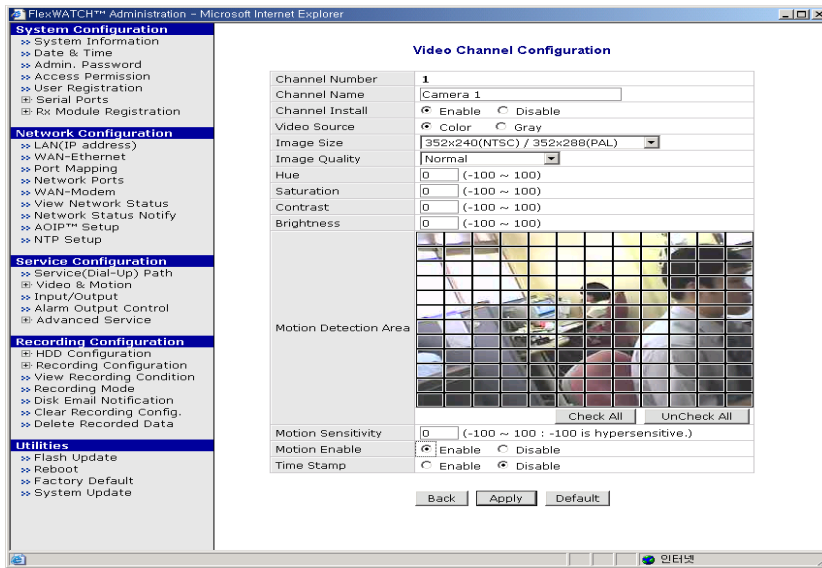 FlexWATCH™ Administration - Microsoft Internet Explorer
System Configuration
System Information
Date & Time
Admin. Password
Access Permission
User Registration
Serial Ports
Rx Module Registration
Network Configuration
LAN(IP address)
WAN-Ethernet
Port Mapping
Network Ports
WAN-Modem
View Network Status
Network Status Notify
AOIP™ Setup
NTP Setup
Service Configuration
Service(Dial-Up) Path
Video & Motion
Input/Output
Alarm Output Control
Advanced Service
Recording Configuration
HDD Configuration
Recording Configuration
View Recording Condition
Recording Mode
Disk Email Notification
Clear Recording Config.
Delete Recorded Data
Utilities
Flash Update
Reboot
Factory Default
System Update
Video Channel Configuration
Channel Number 1
Channel Name Camera 1
Channel Install Enable Disable
Video Source Color Gray
Image Size 352x240(NTSC) / 352x288(PAL)
Image Quality Normal
Hue 0 (-100 ~ 100)
Saturation 0 (-100 ~ 100)
Contrast 0 (-100 ~ 100)
Brightness 0 (-100 ~ 100)
Motion Detection Area
Check All UnCheck All
Motion Sensitivity 0 (-100 ~ 100 : -100 is hypersensitive.)
Motion Enable Enable Disable
Time Stamp Enable Disable
Back Apply Default
인터넷